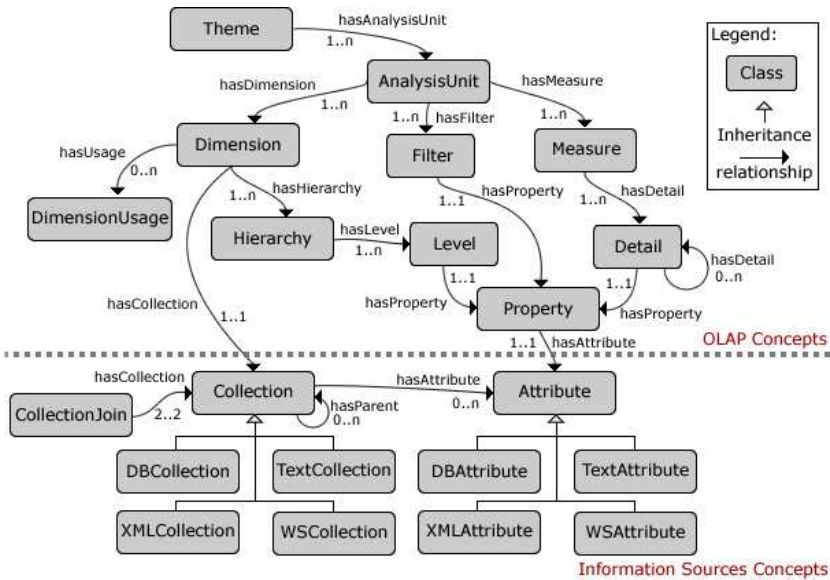 Theme
hasAnalysisUnit
1..n
Legend:
Class
Inheritance
relationship
AnalysisUnit
hasDimension
1..n
1..n
hasFilter
hasMeasure
1..n
Dimension
Filter
Measure
hasUsage
0..n
DimensionUsage
1..n
hasHierarchy
Hierarchy
hasLevel
1..n
Level
1..1
hasProperty
1..n
hasDetail
Detail
hasDetail
0..n
1..1
hasProperty
1..1
hasProperty
Property
hasCollection
1..1
1..1
hasAttribute
OLAP Concepts
hasCollection
CollectionJoin
2..2
Collection
hasParent
0..n
hasAttribute
0..n
Attribute
DBCollection
TextCollection
DBAttribute
TextAttribute
XMLCollection
WSCollection
XMLAttribute
WSAttribute
Information Sources Concepts